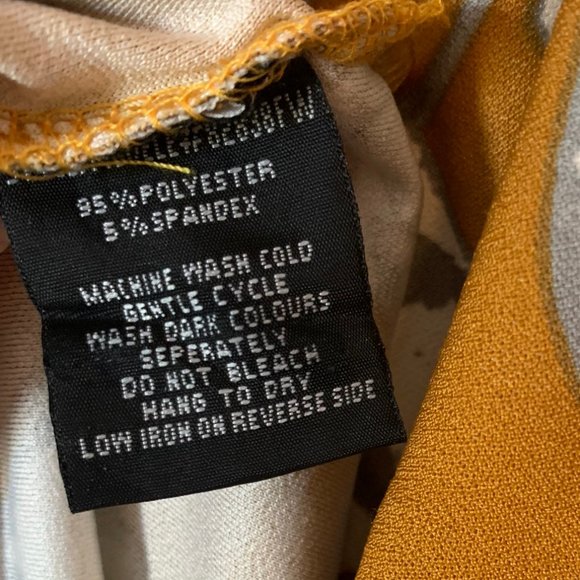 95% POLYESTER
5% SPANDEX
MACHINE WASH COLD
GENTLE CYCLE
WASH DARK COLOURS
SEPERATELY
DO NOT BLEACH
HANG TO DRY
LOW IRON ON REVERSE SIDE